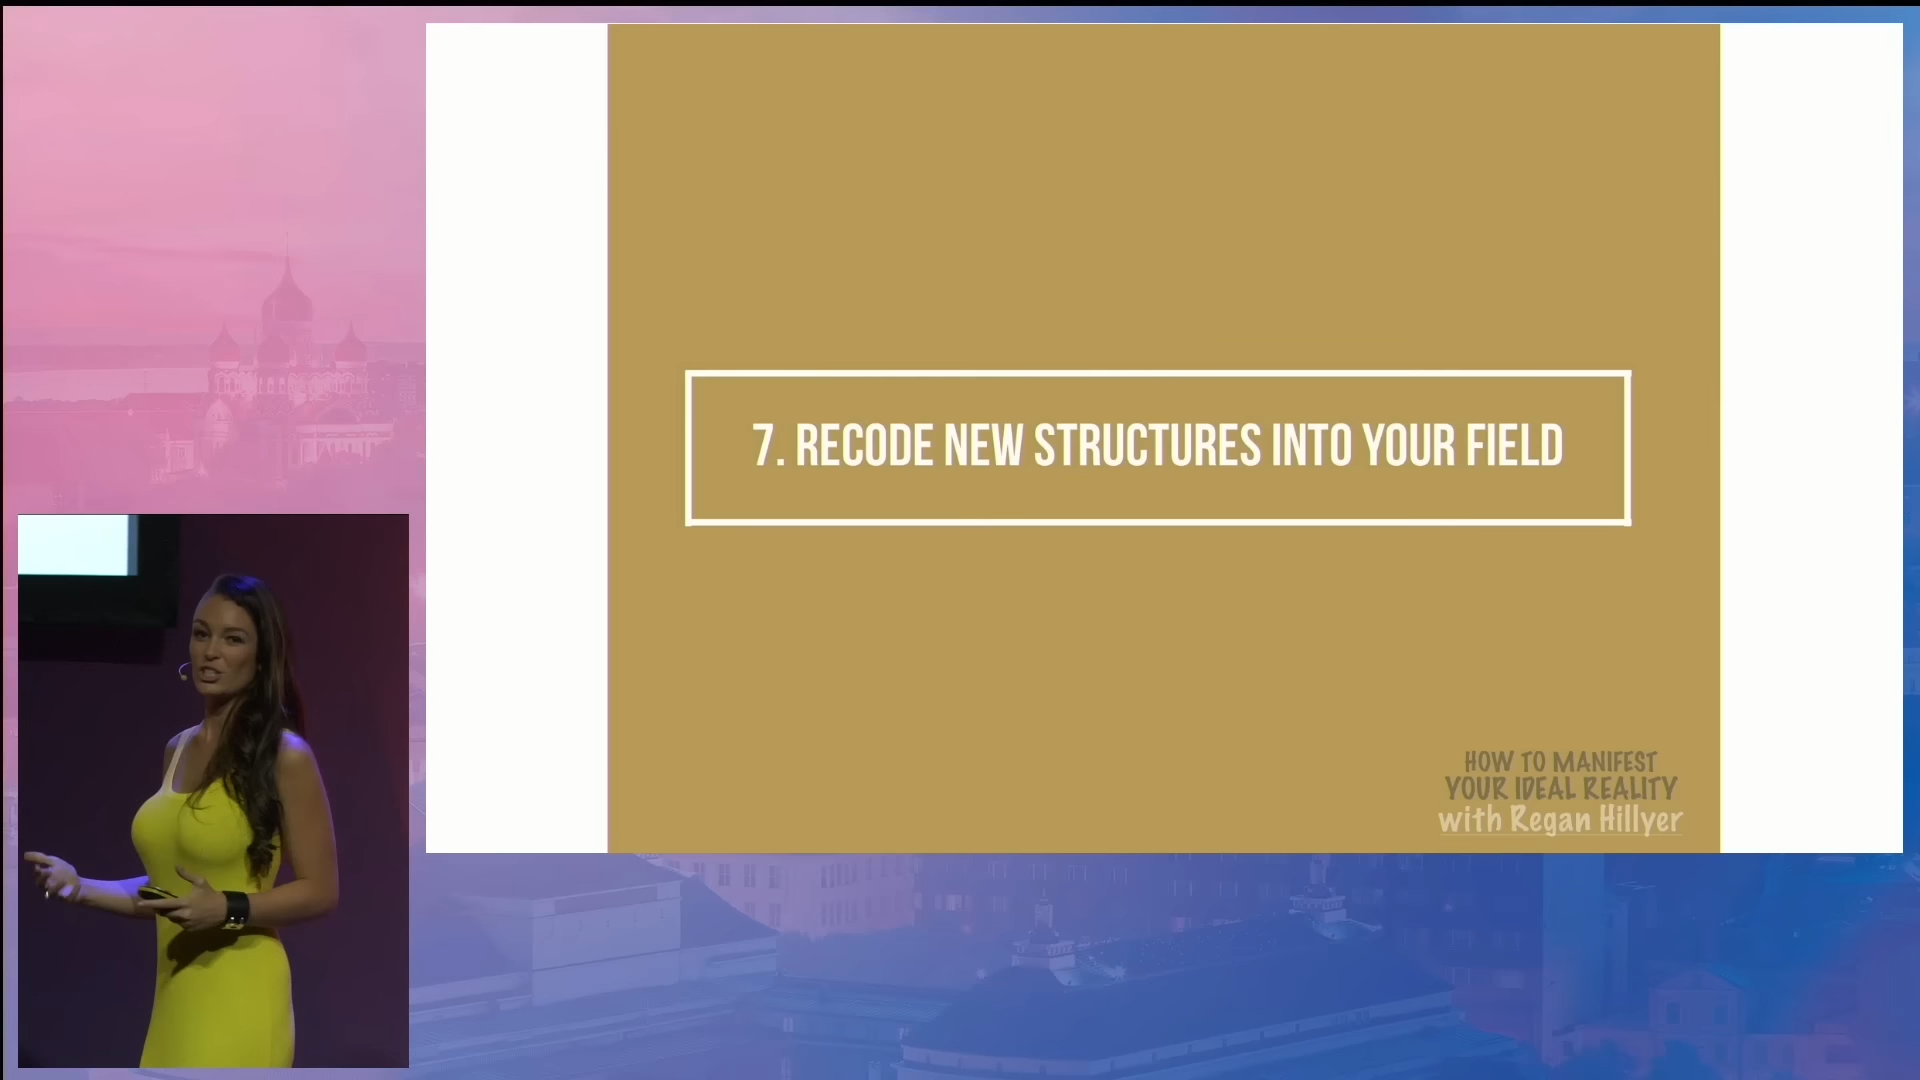 7. RECODE NEW STRUCTURES INTO YOUR FIELD
HOW TO MANIFEST
YOUR IDEAL REALITY
with Regan Hillyer